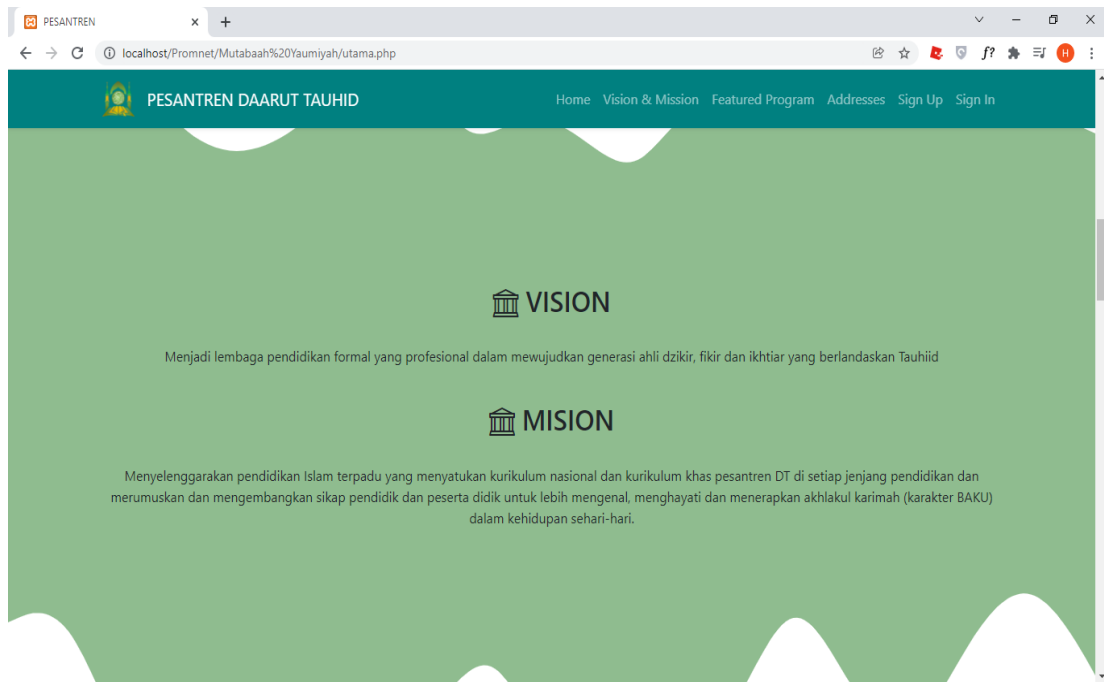 PESANTREN
localhost/Promnet/Mutabaah%20Yaumiyah/utama.php
f?
H
PESANTREN DAARUT TAUHID
Home Vision & Mission Featured Program Addresses Sign Up Sign In
VISION
Menjadi lembaga pendidikan formal yang profesional dalam mewujudkan generasi ahli dzikir, fikir dan ikhtiar yang berlandaskan Tauhiid
MISION
Menyelenggarakan pendidikan Islam terpadu yang menyatukan kurikulum nasional dan kurikulum khas pesantren DT di setiap jenjang pendidikan dan
merumuskan dan mengembangkan sikap pendidik dan peserta didik untuk lebih mengenal, menghayati dan menerapkan akhlakul karimah (karakter BAKU)
dalam kehidupan sehari-hari.